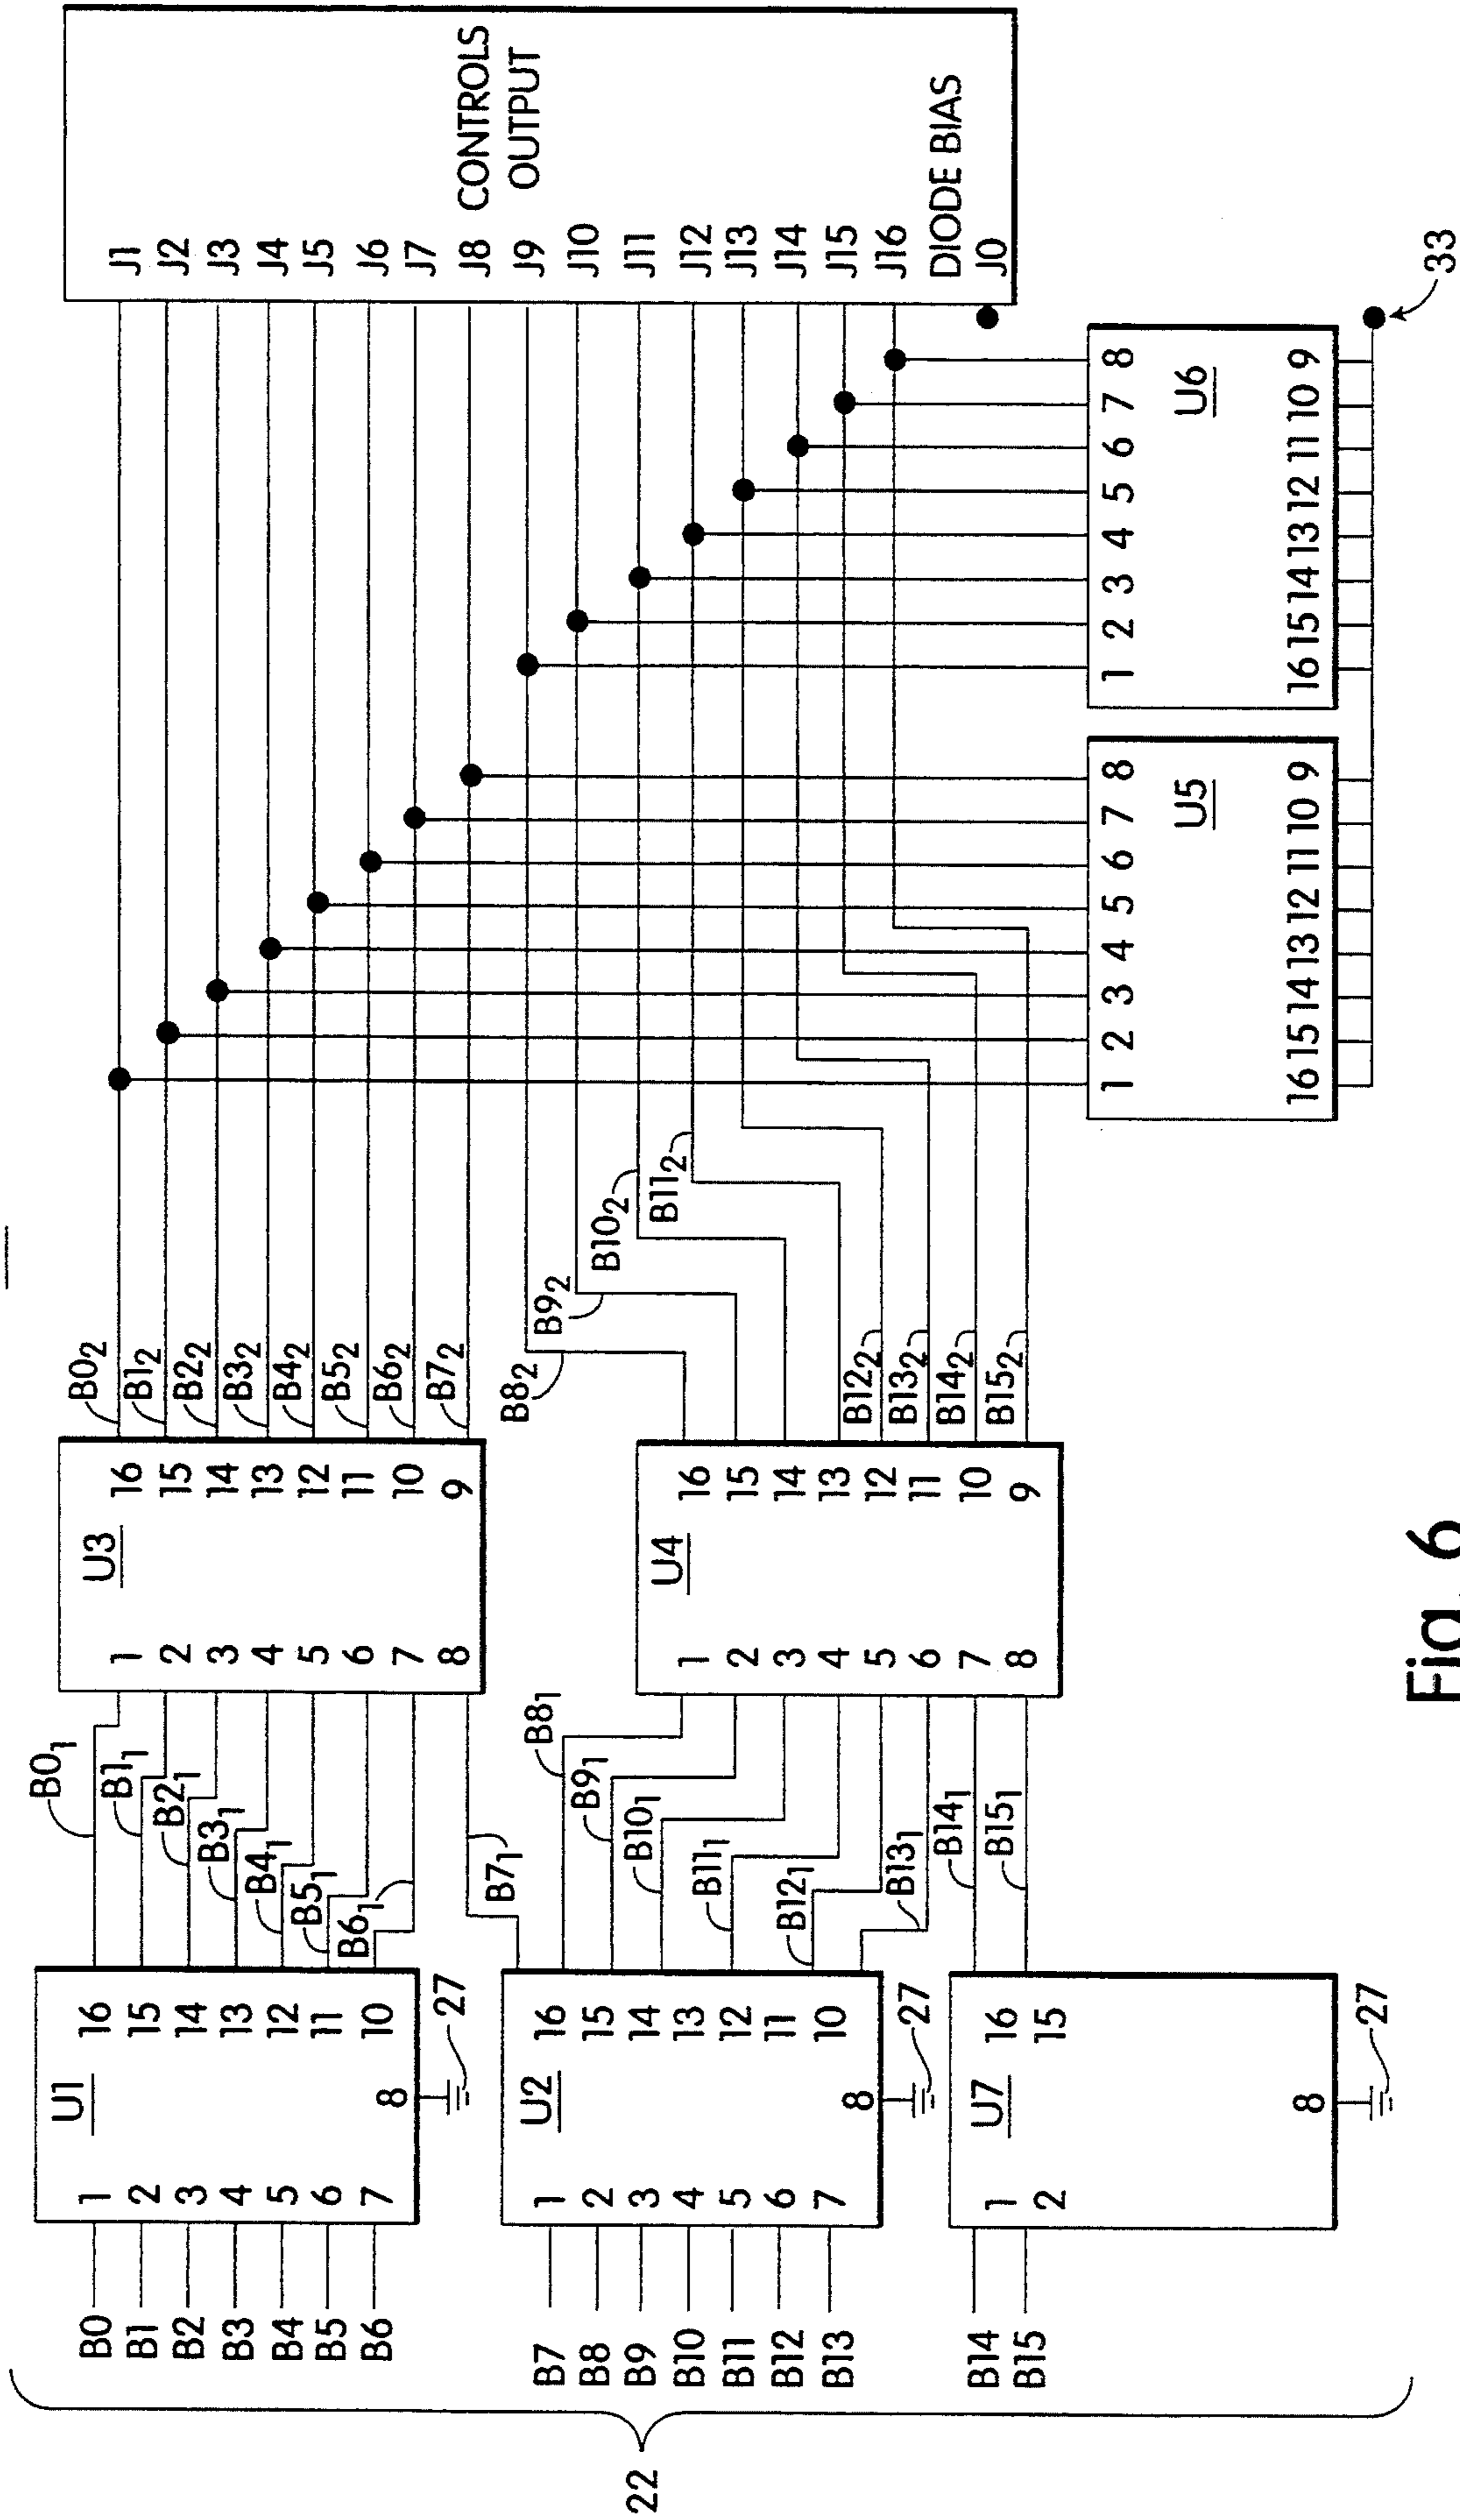 22
B0
B1
B2
B3
B4
B5
B6
B7
B8
B9
B10
B11
B12
B13
B14
B15
U1
1 16
2 15
3 14
4 13
5 12
6 11
7 10
8
27
U2
1 16
2 15
3 14
4 13
5 12
6 11
7 10
8
27
U7
1 16
2 15
8
27
B0₁
B1₁
B2₁
B3₁
B4₁
B5₁
B6₁
B7₁
B8₁
B9₁
B10₁
B11₁
B12₁
B13₁
B14₁
B15₁
U3
1 16
2 15
3 14
4 13
5 12
6 11
7 10
8 9
U4
1 16
2 15
3 14
4 13
5 12
6 11
7 10
8 9
B0₂
B1₂
B2₂
B3₂
B4₂
B5₂
B6₂
B7₂
B8₂
B9₂
B10₂
B11₂
B12₂
B13₂
B14₂
B15₂
1 2 3 4 5 6 7 8
U5
16 15 14 13 12 11 10 9
1 2 3 4 5 6 7 8
U6
16 15 14 13 12 11 10 9
33
J1
J2
J3
J4
J5
J6
J7
J8
J9
J10
J11
J12
J13
J14
J15
J16
CONTROLS
OUTPUT
DIODE BIAS
J0
Fig. 6